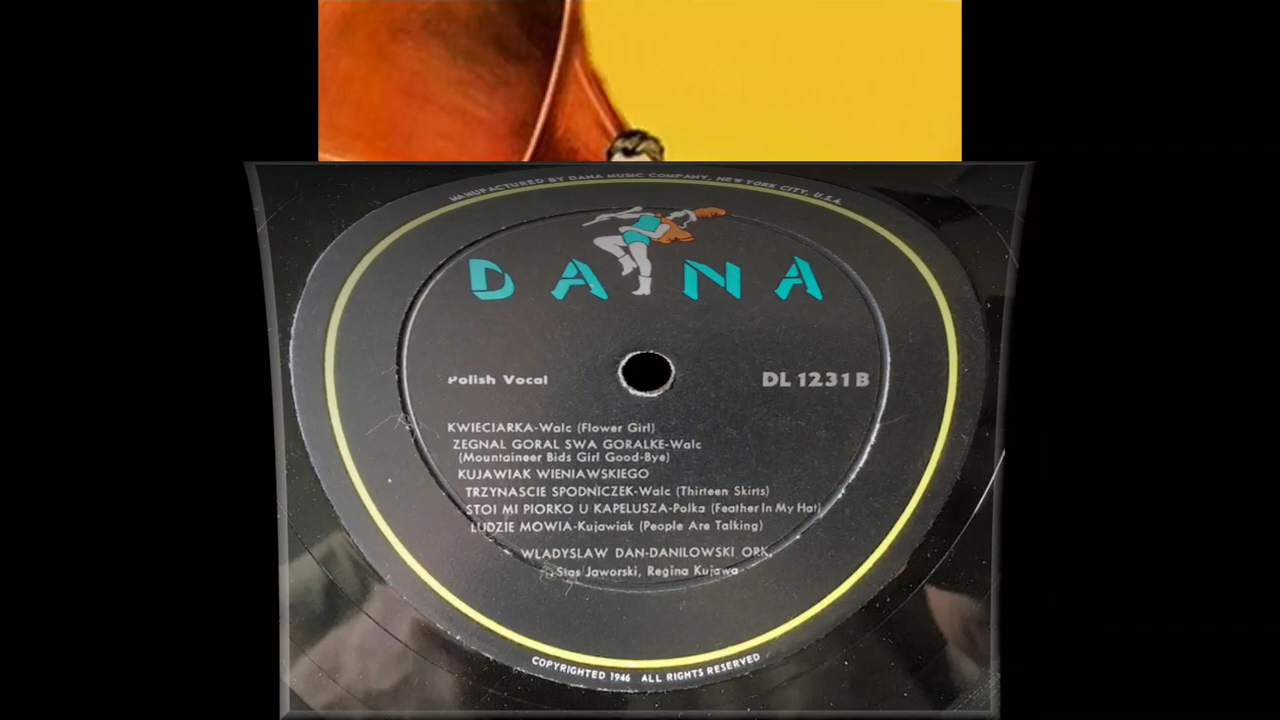 MANUFACTURED BY DANA MUSIC COMPANY, NEW YORK CITY, U.S.A.
DANA
Polish Vocal
DL 1231B
KWIECIARKA-Walc (Flower Girl)
ZEGNAL GORAL SWA GORALKE-Walc
(Mountaineer Bids Girl Good-Bye)
KUJAWIAK WIENIAWSKIEGO
TRZYNASCIE SPODNICZEK-Walc (Thirteen Skirts)
STOI MI PIORKO U KAPELUSZA-Polka (Feather In My Hat)
LUDZIE MOWIA-Kujawiak (People Are Talking)
WLADYSLAW DAN-DANILOWSKI ORK.
Stas Jaworski, Regina Kujawa
COPYRIGHTED 1946 ALL RIGHTS RESERVED